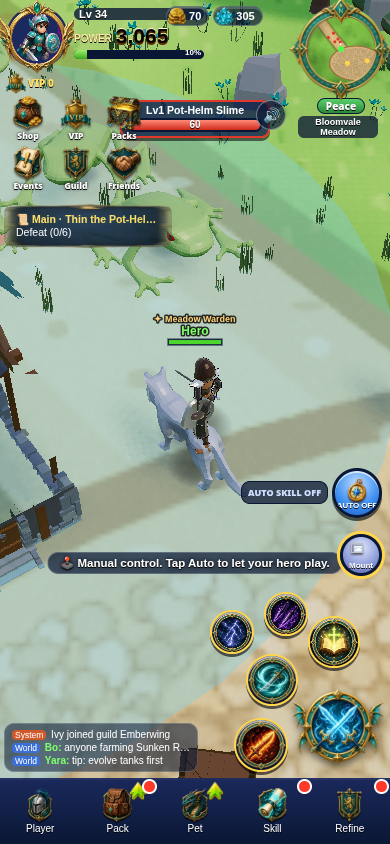 Lv 34
70
305
POWER 3,065
10%
VIP 0
Lv1 Pot-Helm Slime
60
Peace
Bloomvale
Meadow
Shop
VIP
VIP
Packs
Events
Guild
Friends
Main · Thin the Pot-Hel...
Defeat (0/6)
Meadow Warden
Hero
AUTO SKILL OFF
AUTO OFF
Manual control. Tap Auto to let your hero play.
Mount
System Ivy joined guild Emberwing
World Bo: anyone farming Sunken R...
World Yara: tip: evolve tanks first
Player
Pack
Pet
Skill
Refine